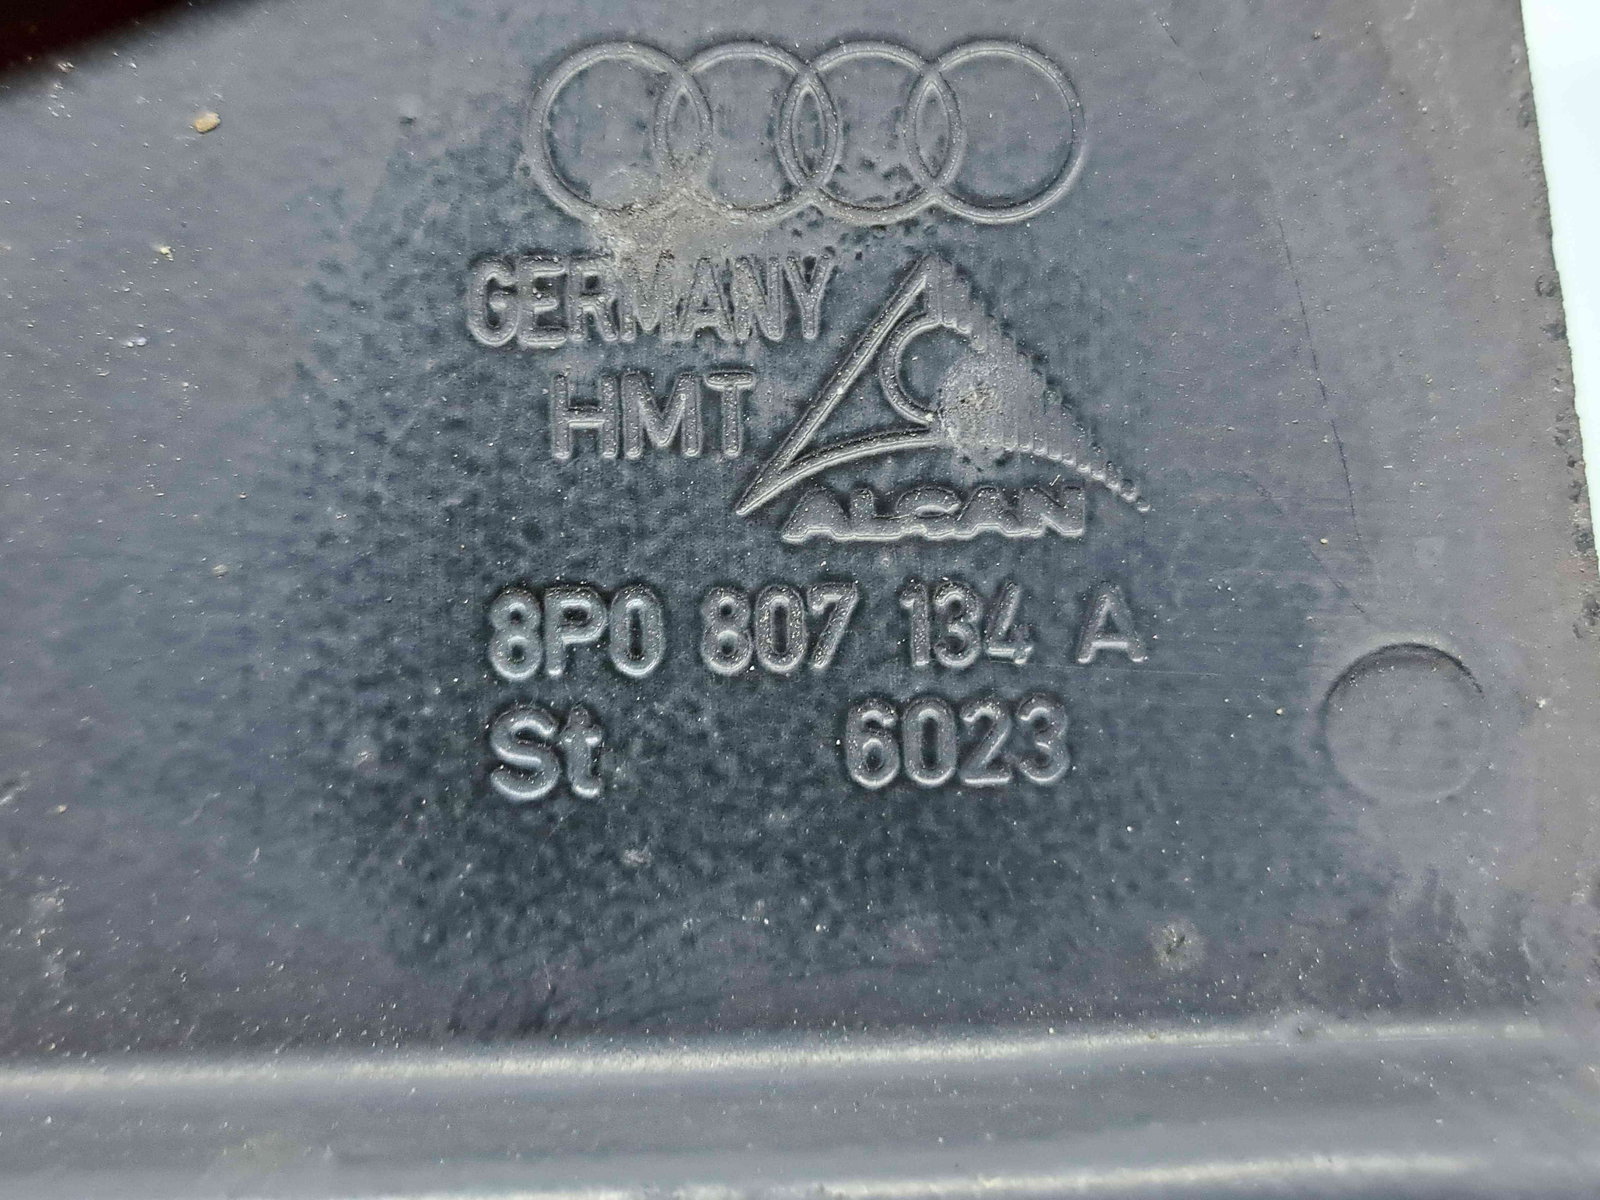 GERMANY
HMT
ALCAN
8P0 807 134 A
St 6023